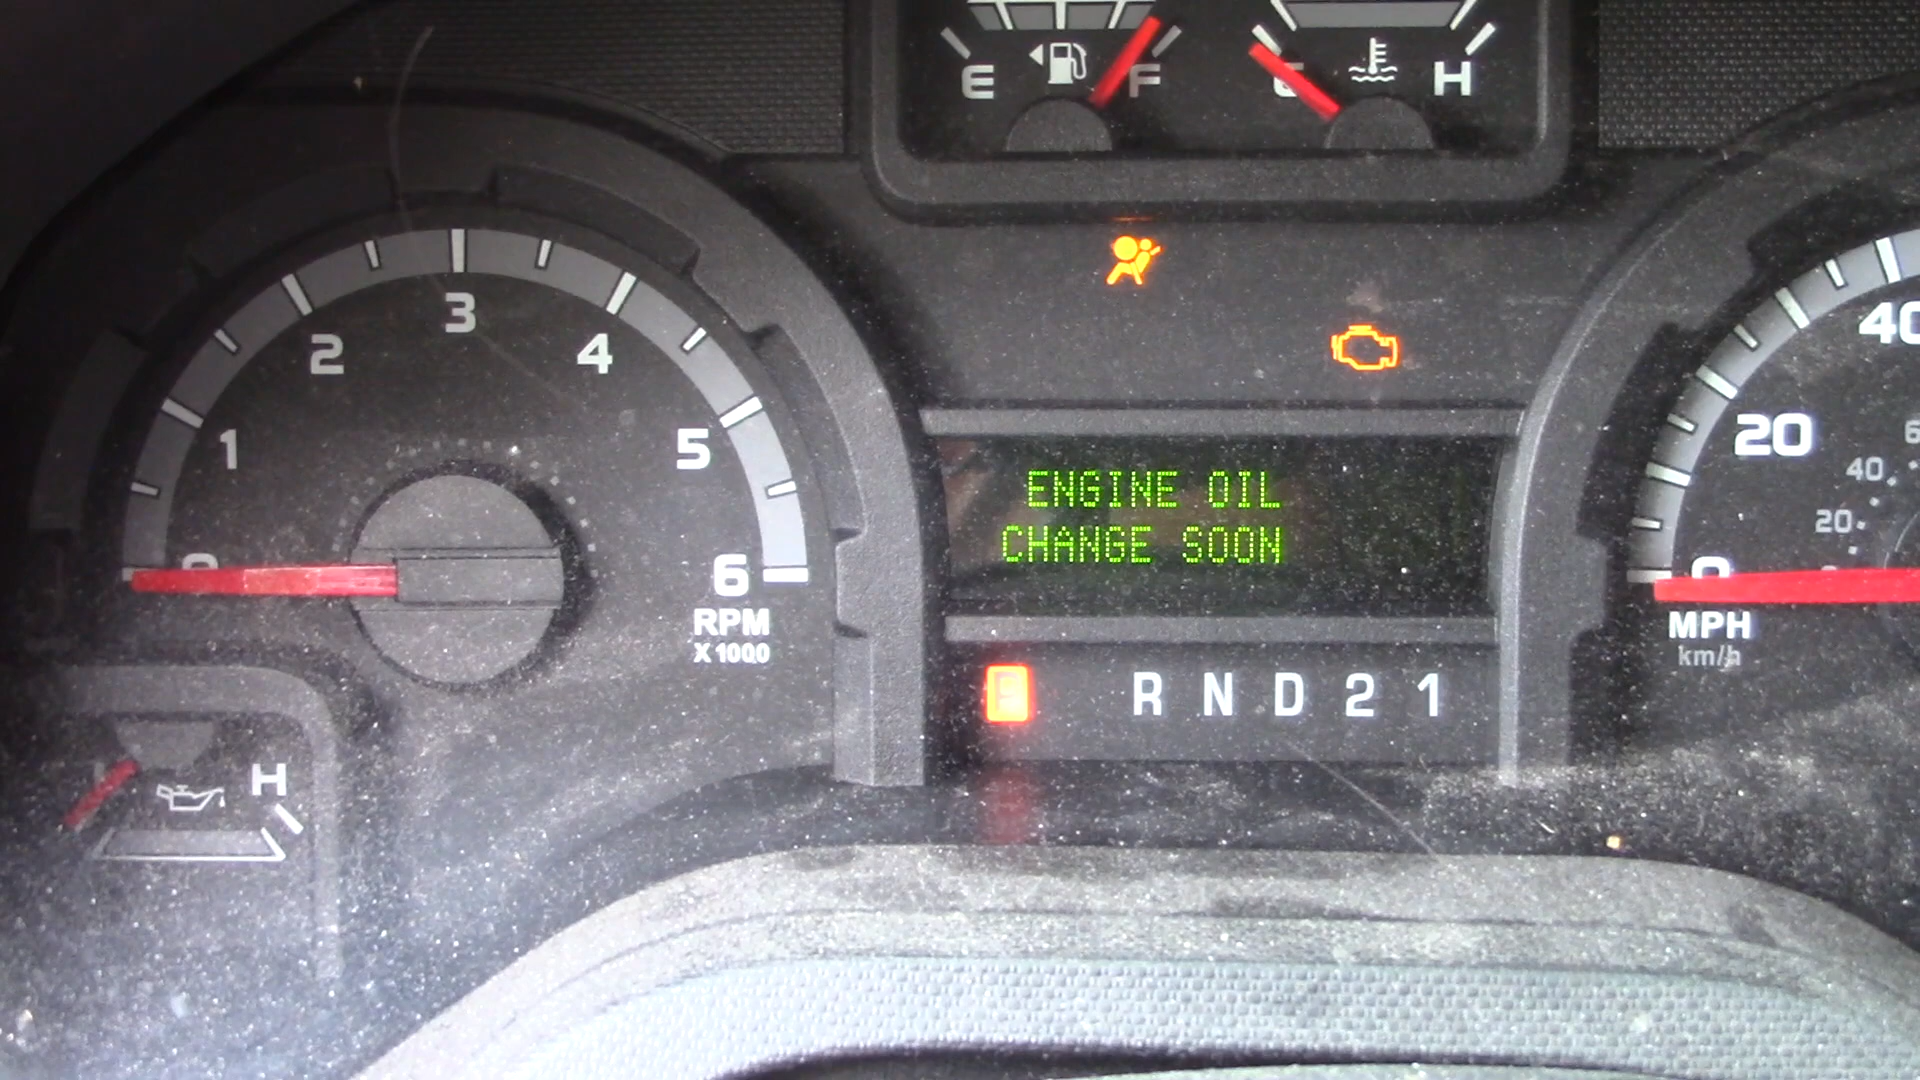 E F H
3
2 4
40
1 5
20
40
ENGINE OIL
CHANGE SOON
20
6
RPM
X 1000
MPH
km/h
R N D 2 1
H